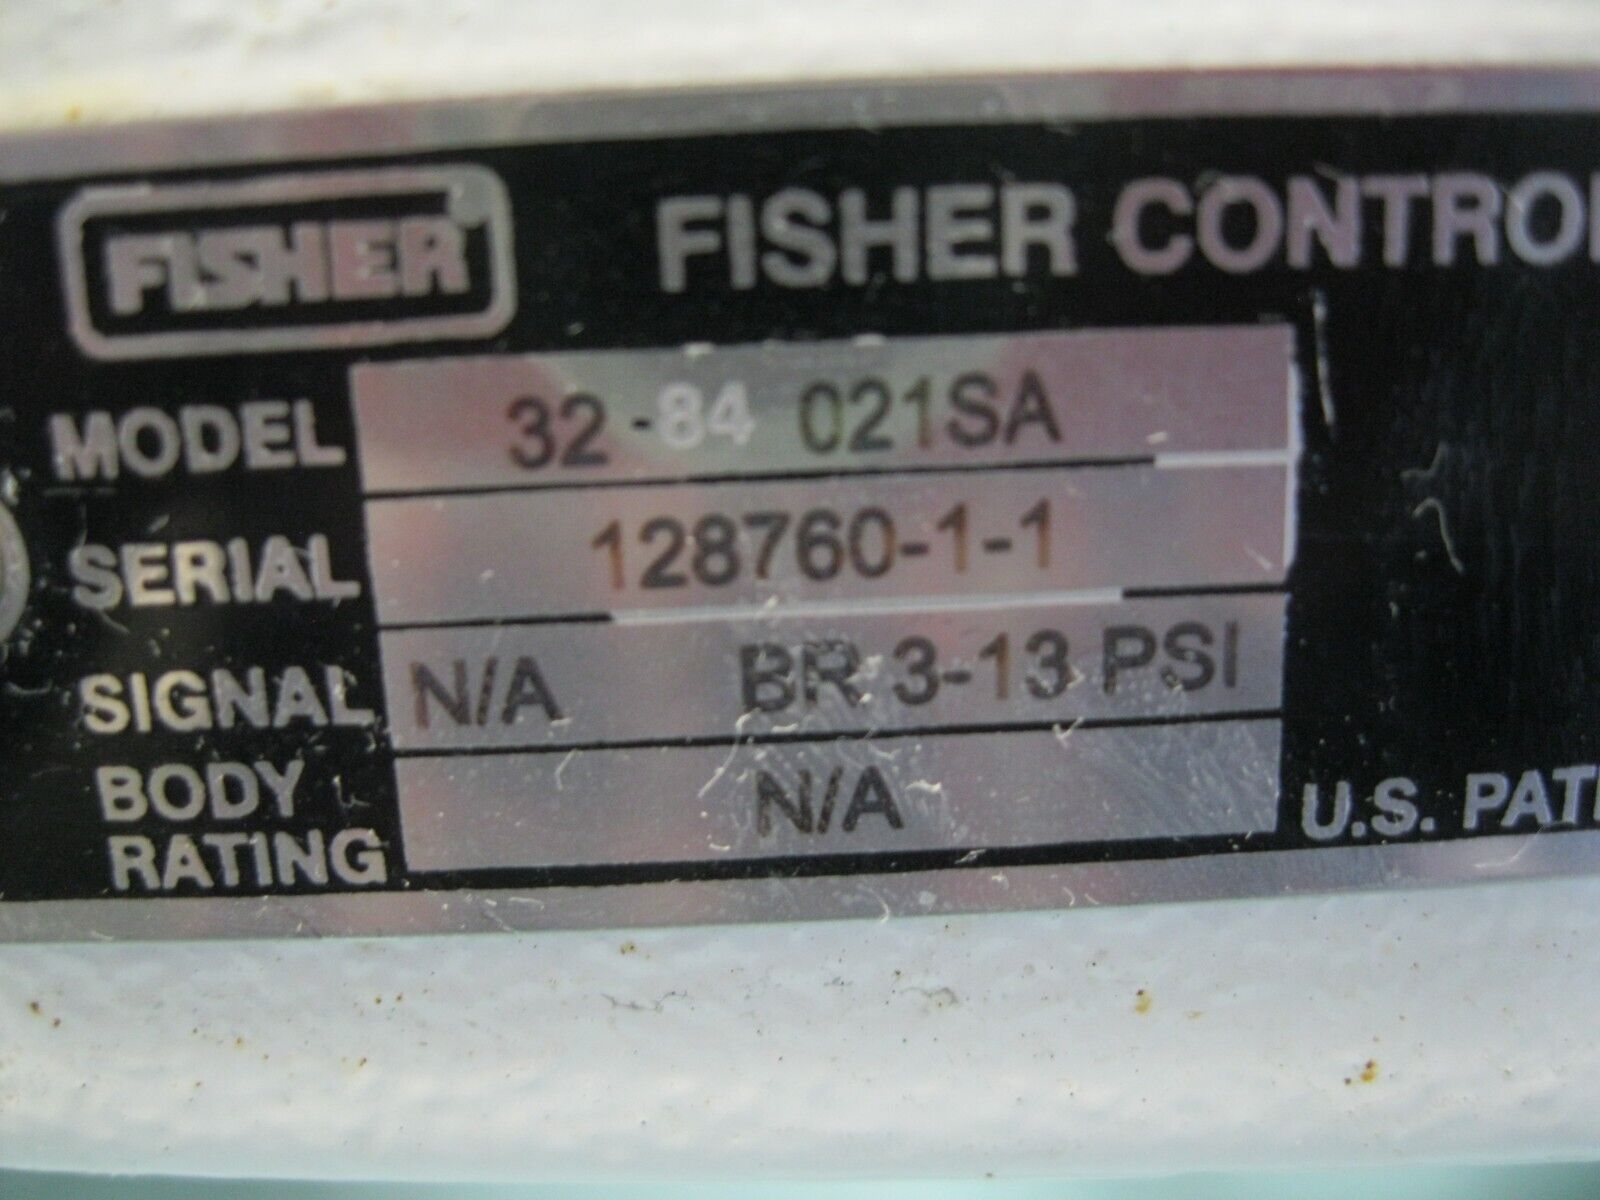 FISHER FISHER CONTRO
MODEL 32-84 021SA
SERIAL 128760-1-1
SIGNAL N/A BR 3-13 PSI
BODY RATING N/A
U.S. PAT